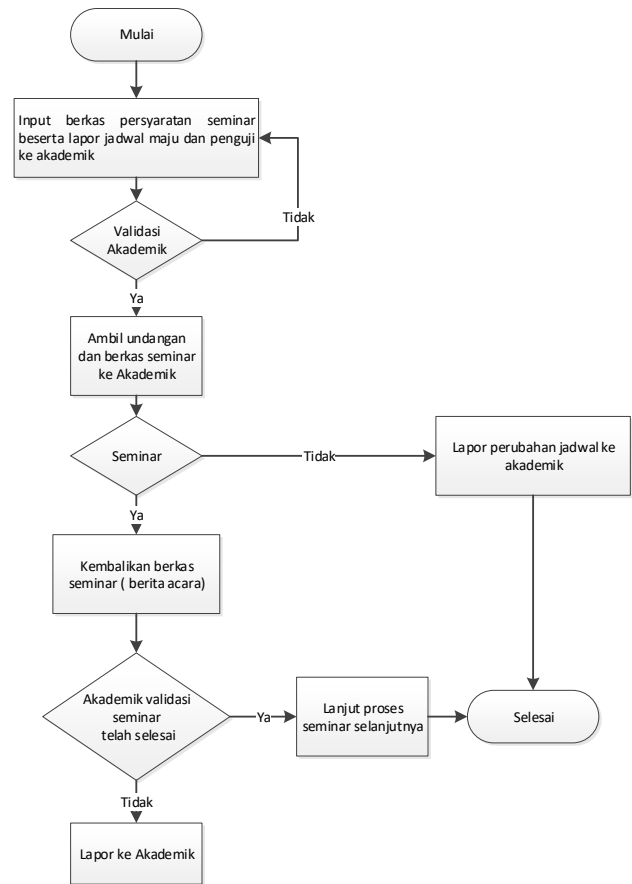 Mulai
Input berkas persyaratan seminar
beserta lapor jadwal maju dan penguji
ke akademik
Tidak
Validasi
Akademik
Ya
Ambil undangan
dan berkas seminar
ke Akademik
Seminar
Tidak
Lapor perubahan jadwal ke
akademik
Ya
Kembalikan berkas
seminar ( berita acara)
Akademik validasi
seminar
telah selesai
Ya
Lanjut proses
seminar selanjutnya
Selesai
Tidak
Lapor ke Akademik